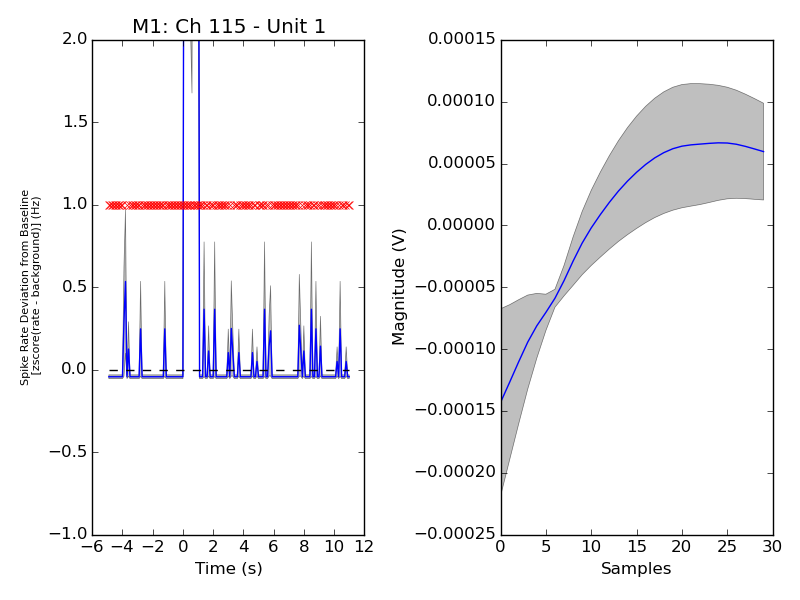 M1: Ch 115 - Unit 1
2.0
1.5
1.0
0.5
0.0
−0.5
−1.0
−6 −4 −2 0 2 4 6 8 10 12
Time (s)
Spike Rate Deviation from Baseline
[zscore(rate - background)] (Hz)
0.00015
0.00010
0.00005
0.00000
−0.00005
−0.00010
−0.00015
−0.00020
−0.00025
0 5 10 15 20 25 30
Samples
Magnitude (V)